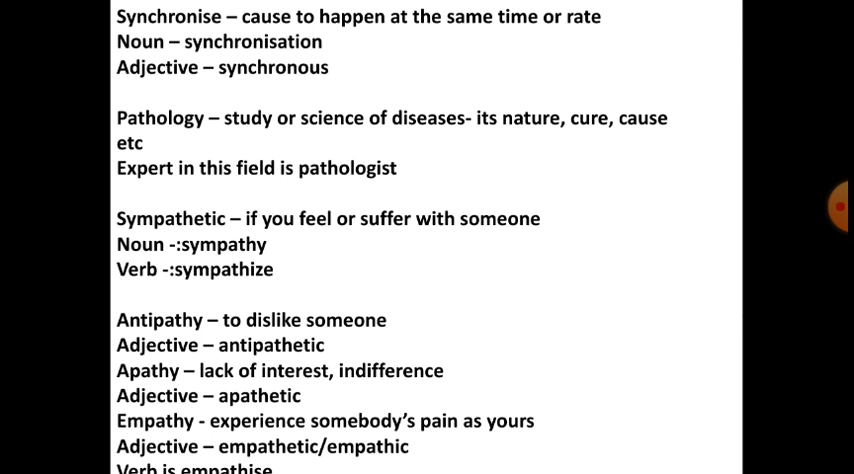 Synchronise – cause to happen at the same time or rate
Noun – synchronisation
Adjective – synchronous
Pathology – study or science of diseases- its nature, cure, cause
etc
Expert in this field is pathologist
Sympathetic – if you feel or suffer with someone
Noun -:sympathy
Verb -:sympathize
Antipathy – to dislike someone
Adjective – antipathetic
Apathy – lack of interest, indifference
Adjective – apathetic
Empathy - experience somebody’s pain as yours
Adjective – empathetic/empathic
Verb is empathise